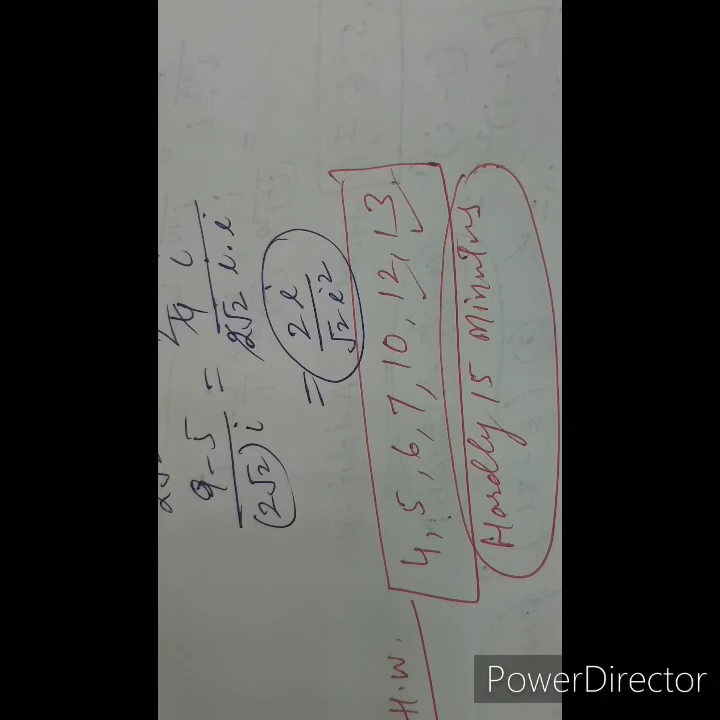 9-5 / (2√2)i = 4 i / 2√2 i·i
= 2i / √2 i²
H.W. 4, 5, 6, 7, 10, 12, 13
Hardly 15 Minutes
PowerDirector